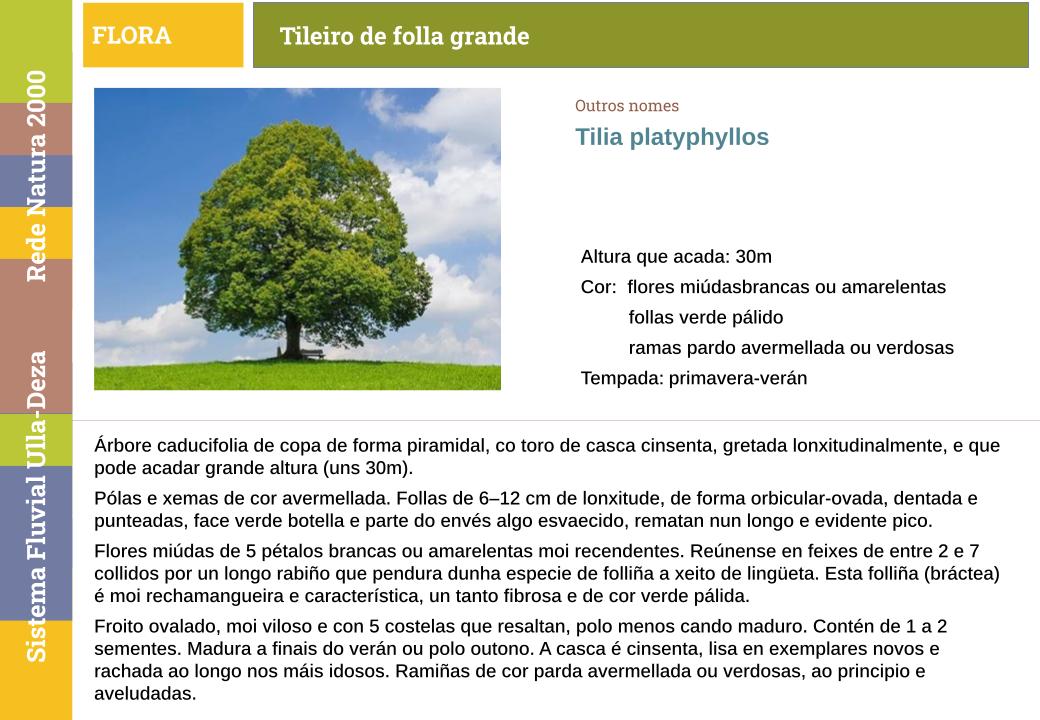 FLORA
Tileiro de folla grande
Rede Natura 2000
Sistema Fluvial Ulla-Deza
Outros nomes
Tilia platyphyllos
Altura que acada: 30m
Cor: flores miúdasbrancas ou amarelentas
follas verde pálido
ramas pardo avermellada ou verdosas
Tempada: primavera-verán
Árbore caducifolia de copa de forma piramidal, co toro de casca cinsenta, gretada lonxitudinalmente, e que
pode acadar grande altura (uns 30m).
Pólas e xemas de cor avermellada. Follas de 6–12 cm de lonxitude, de forma orbicular-ovada, dentada e
punteadas, face verde botella e parte do envés algo esvaecido, rematan nun longo e evidente pico.
Flores miúdas de 5 pétalos brancas ou amarelentas moi recendentes. Reúnense en feixes de entre 2 e 7
collidos por un longo rabiño que pendura dunha especie de folliña a xeito de lingüeta. Esta folliña (bráctea)
é moi rechamangueira e característica, un tanto fibrosa e de cor verde pálida.
Froito ovalado, moi viloso e con 5 costelas que resaltan, polo menos cando maduro. Contén de 1 a 2
sementes. Madura a finais do verán ou polo outono. A casca é cinsenta, lisa en exemplares novos e
rachada ao longo nos máis idosos. Ramiñas de cor parda avermellada ou verdosas, ao principio e
aveludadas.